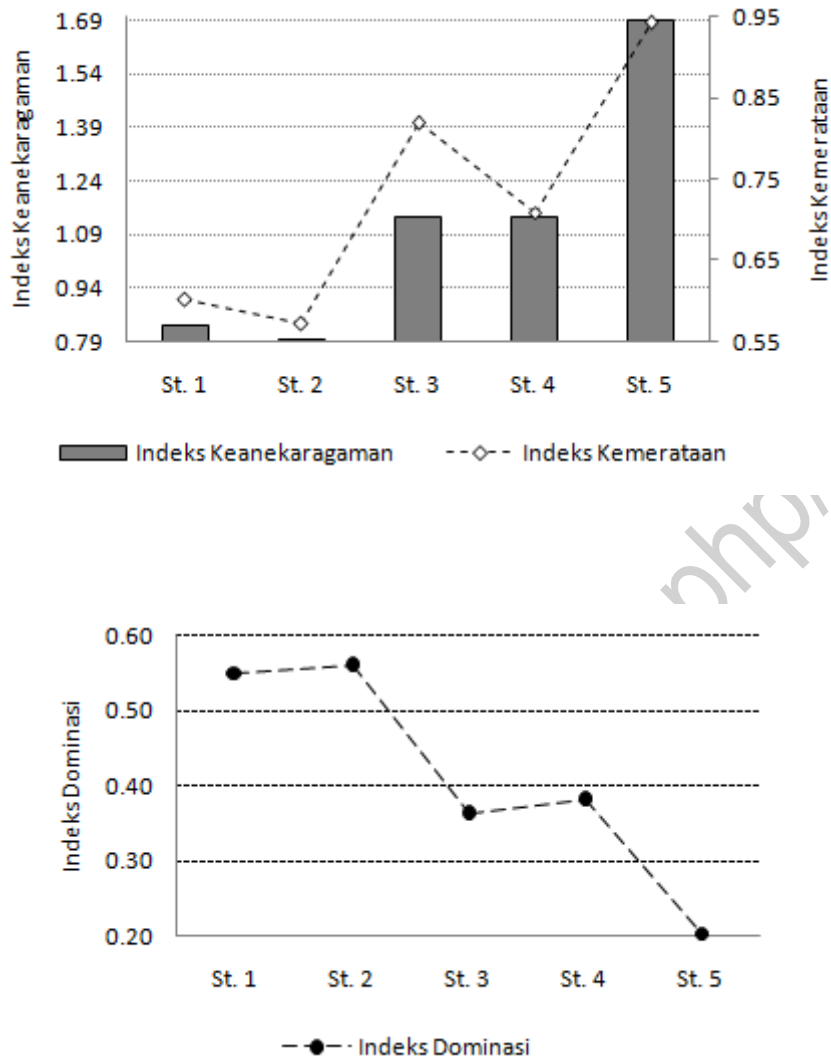 1.69
1.54
1.39
1.24
1.09
0.94
0.79
Indeks Keanekaragaman
0.95
0.85
0.75
0.65
0.55
Indeks Kemerataan
St. 1 St. 2 St. 3 St. 4 St. 5
Indeks Keanekaragaman Indeks Kemerataan
php
0.60
0.50
0.40
0.30
0.20
Indeks Dominasi
St. 1 St. 2 St. 3 St. 4 St. 5
Indeks Dominasi